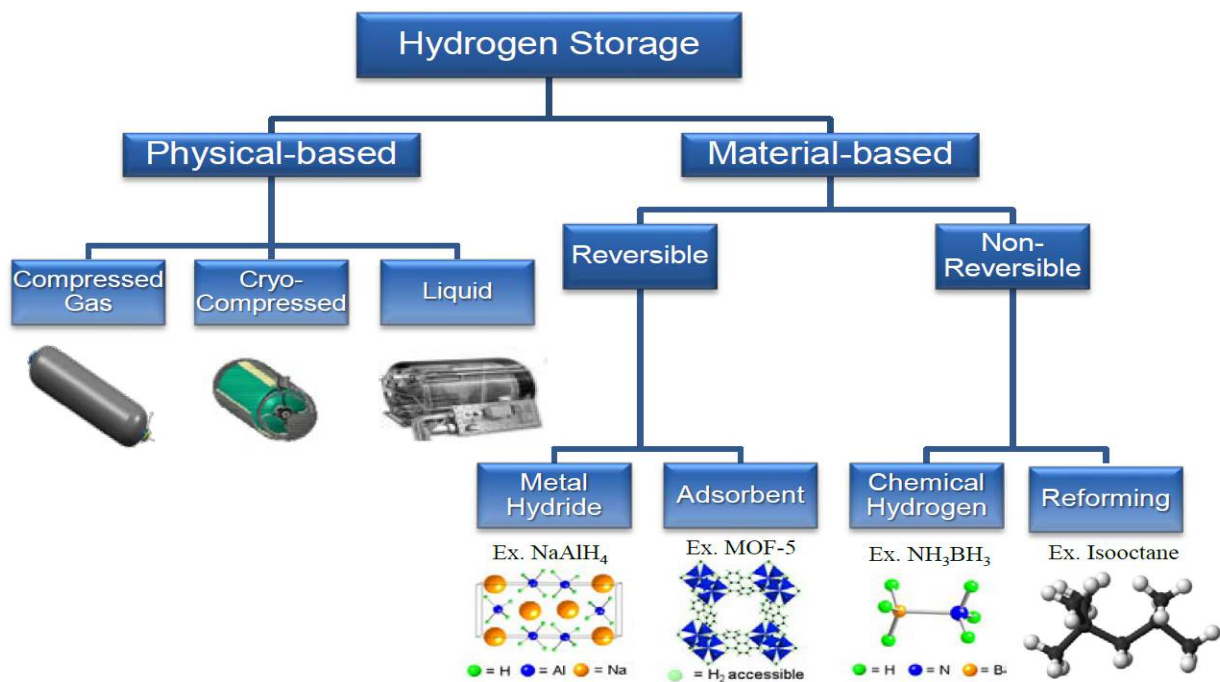 Hydrogen Storage
Physical-based
Material-based
Compressed
Gas
Cryo-
Compressed
Liquid
Reversible
Non-
Reversible
Metal
Hydride
Adsorbent
Chemical
Hydrogen
Reforming
Ex. NaAlH₄
Ex. MOF-5
Ex. NH₃BH₃
Ex. Isooctane
= H = Al = Na
= H₂ accessible
= H = N = B-